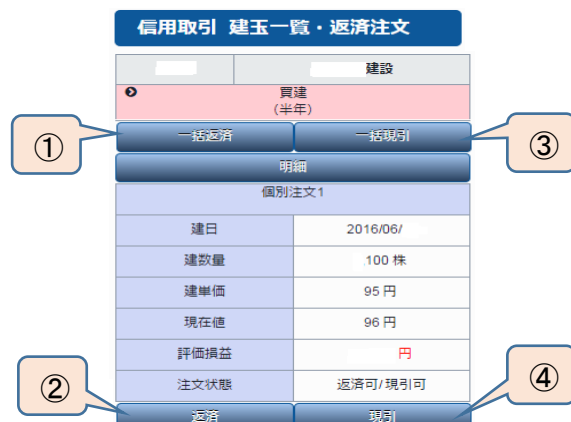 信用取引 建玉一覧・返済注文
建設
買建
(半年)
① 一括返済 一括現引 ③
明細
個別注文1
建日 2016/06/
建数量 100 株
建単価 95 円
現在値 96 円
評価損益 円
注文状態 返済可/現引可
② 返済 現引 ④